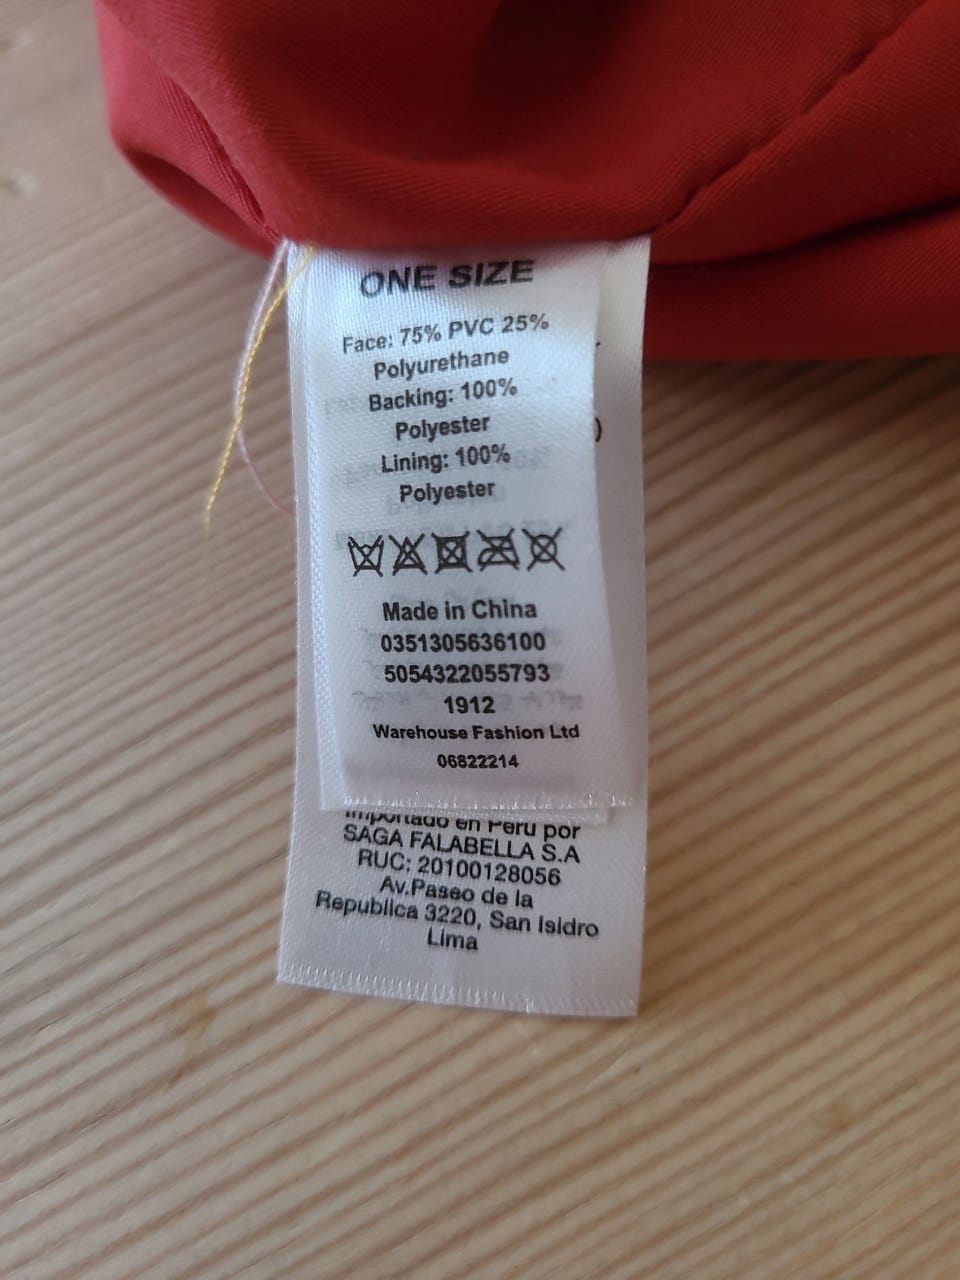 ONE SIZE
Face: 75% PVC 25%
Polyurethane
Backing: 100%
Polyester
Lining: 100%
Polyester
Made in China
0351305636100
5054322055793
1912
Warehouse Fashion Ltd
06822214
Importado en Peru por
SAGA FALABELLA S.A
RUC: 20100128056
Av.Paseo de la
Republica 3220, San Isidro
Lima